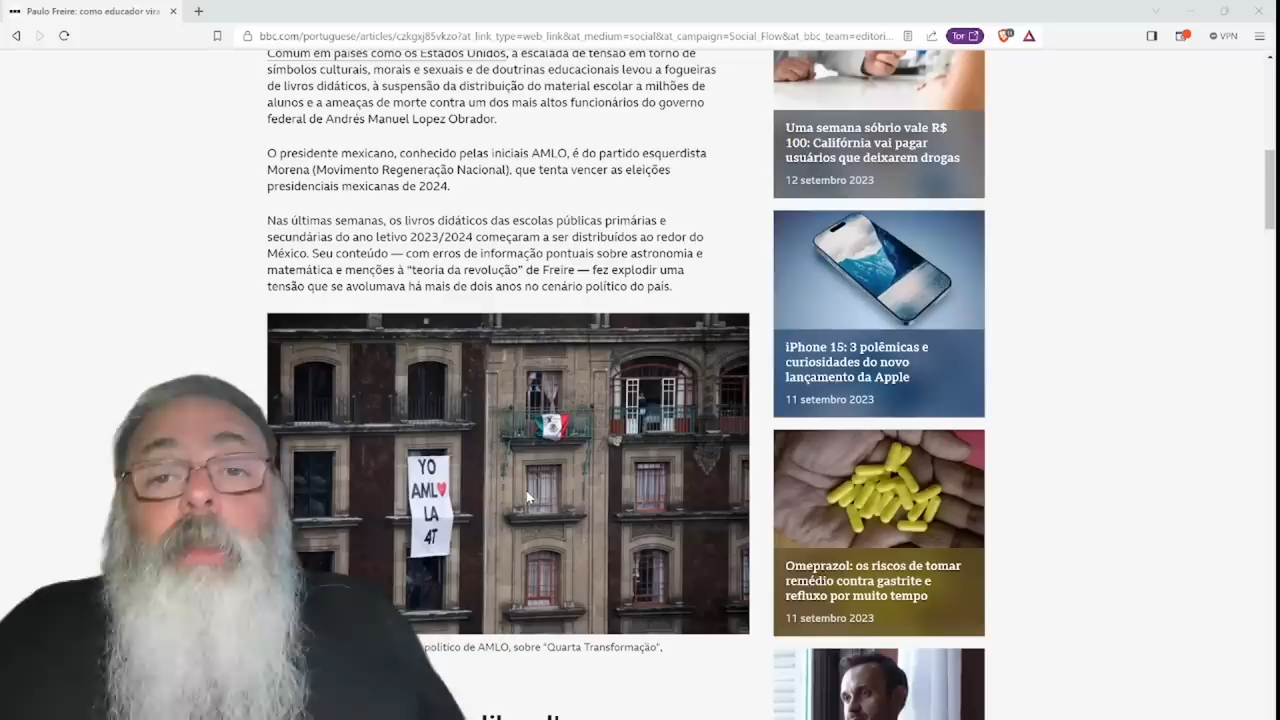 Paulo Freire: como educador vira
bbc.com/portuguese/articles/czkgxj85vkzo?at_link_type=web_link&at_medium=social&at_campaign=Social_Flow&at_bbc_team=editori...
Tor
VPN
em países como os Estados Unidos, a escalada de tensão em torno de
símbolos culturais, morais e sexuais e de doutrinas educacionais levou a fogueiras
de livros didáticos, à suspensão da distribuição do material escolar a milhões de
alunos e a ameaças de morte contra um dos mais altos funcionários do governo
federal de Andrés Manuel Lopez Obrador.
O presidente mexicano, conhecido pelas iniciais AMLO, é do partido esquerdista
Morena (Movimento Regeneração Nacional), que tenta vencer as eleições
presidenciais mexicanas de 2024.
Nas últimas semanas, os livros didáticos das escolas públicas primárias e
secundárias do ano letivo 2023/2024 começaram a ser distribuídos ao redor do
México. Seu conteúdo — com erros de informação pontuais sobre astronomia e
matemática e menções à “teoria da revolução” de Freire — fez explodir uma
tensão que se avolumava há mais de dois anos no cenário político do país.
YO
AML♥
LA
4T
político de AMLO, sobre "Quarta Transformação",
Uma semana sóbrio vale R$
100: Califórnia vai pagar
usuários que deixarem drogas
12 setembro 2023
iPhone 15: 3 polêmicas e
curiosidades do novo
lançamento da Apple
11 setembro 2023
Omeprazol: os riscos de tomar
remédio contra gastrite e
refluxo por muito tempo
11 setembro 2023